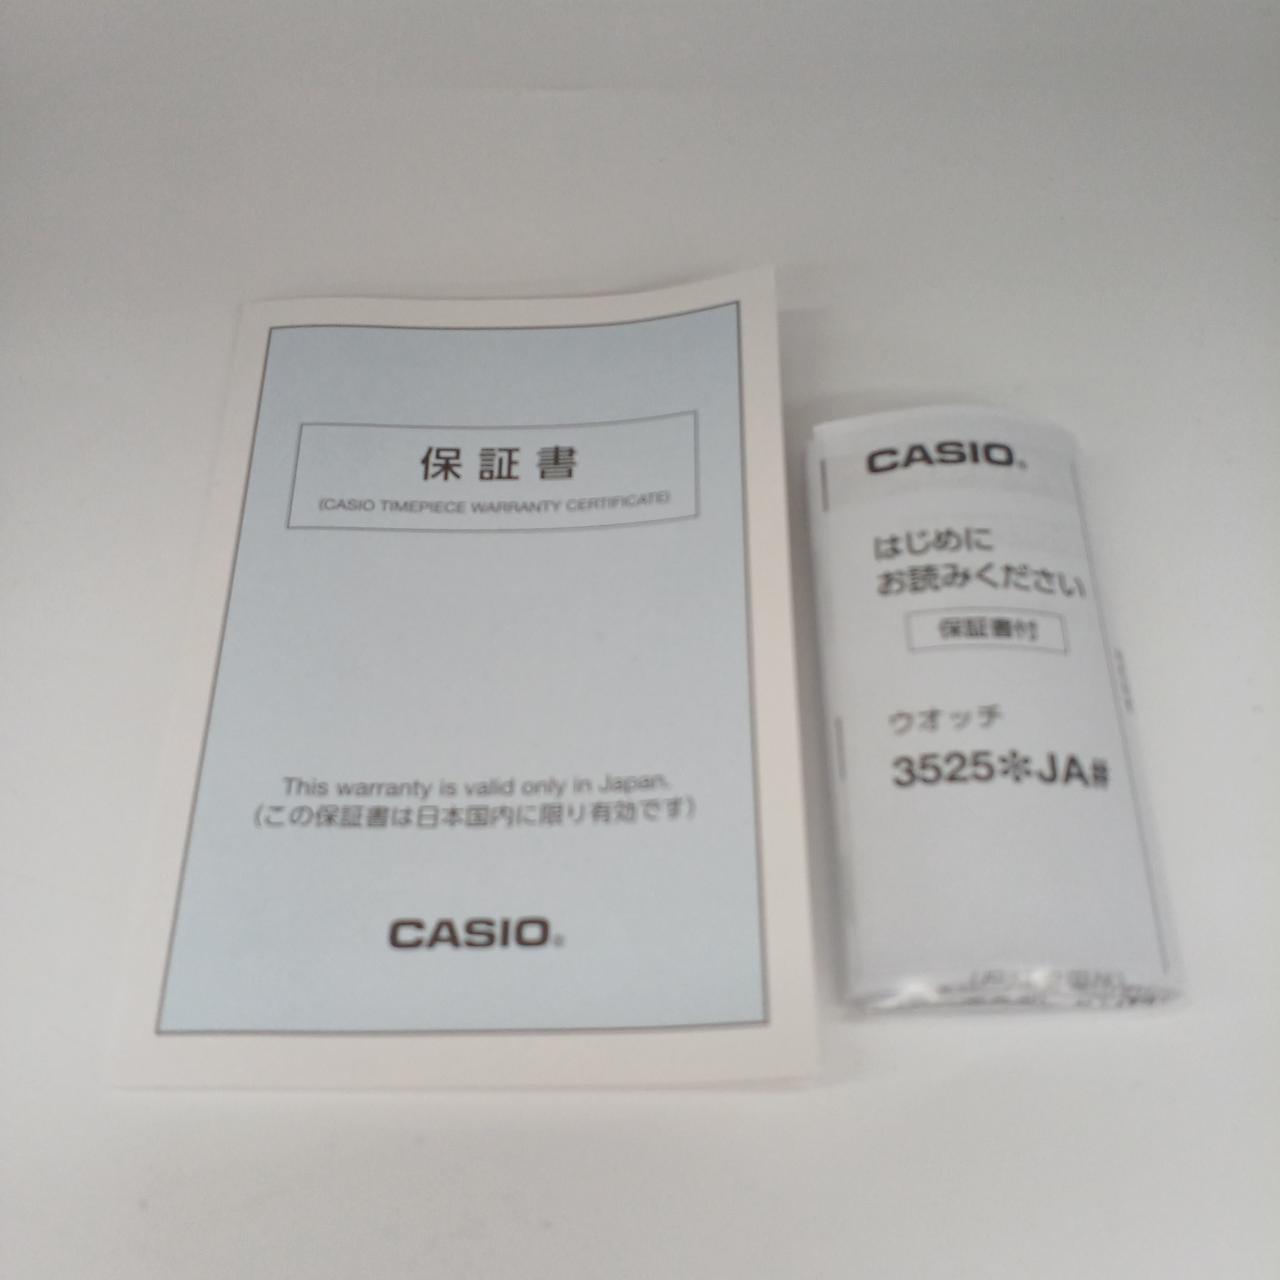 保証書
(CASIO TIMEPIECE WARRANTY CERTIFICATE)
This warranty is valid only in Japan.
(この保証書は日本国内に限り有効です)
CASIO®
CASIO®
はじめに
お読みください
保証書付
ウオッチ
3525✻JA